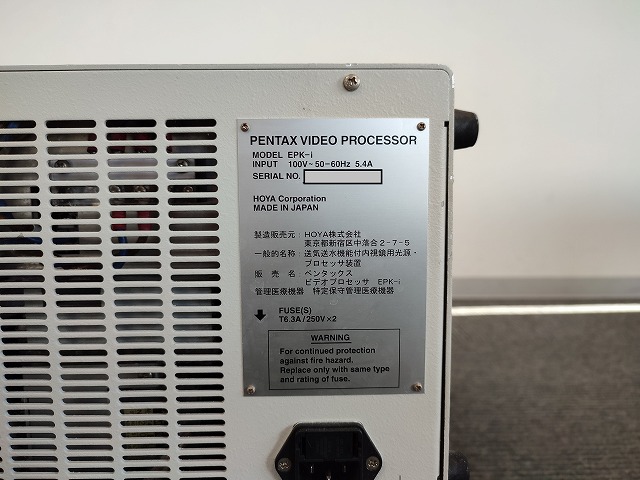 PENTAX VIDEO PROCESSOR
MODEL EPK-i
INPUT 100V~50-60Hz 5.4A
SERIAL NO.
HOYA Corporation
MADE IN JAPAN
製造販売元：HOYA株式会社
東京都新宿区中落合2-7-5
一般的名称：送気送水機能付内視鏡用光源・
プロセッサ装置
販売名：ペンタックス
ビデオプロセッサ EPK-i
管理医療機器 特定保守管理医療機器
FUSE(S)
T6.3A/250V×2
WARNING
For continued protection
against fire hazard.
Replace only with same type
and rating of fuse.